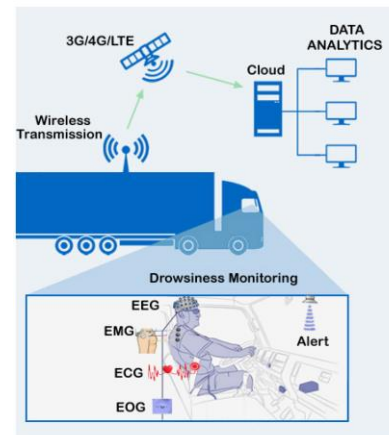 3G/4G/LTE
DATA
ANALYTICS
Cloud
Wireless
Transmission
Drowsiness Monitoring
EEG
EMG
Alert
ECG
EOG